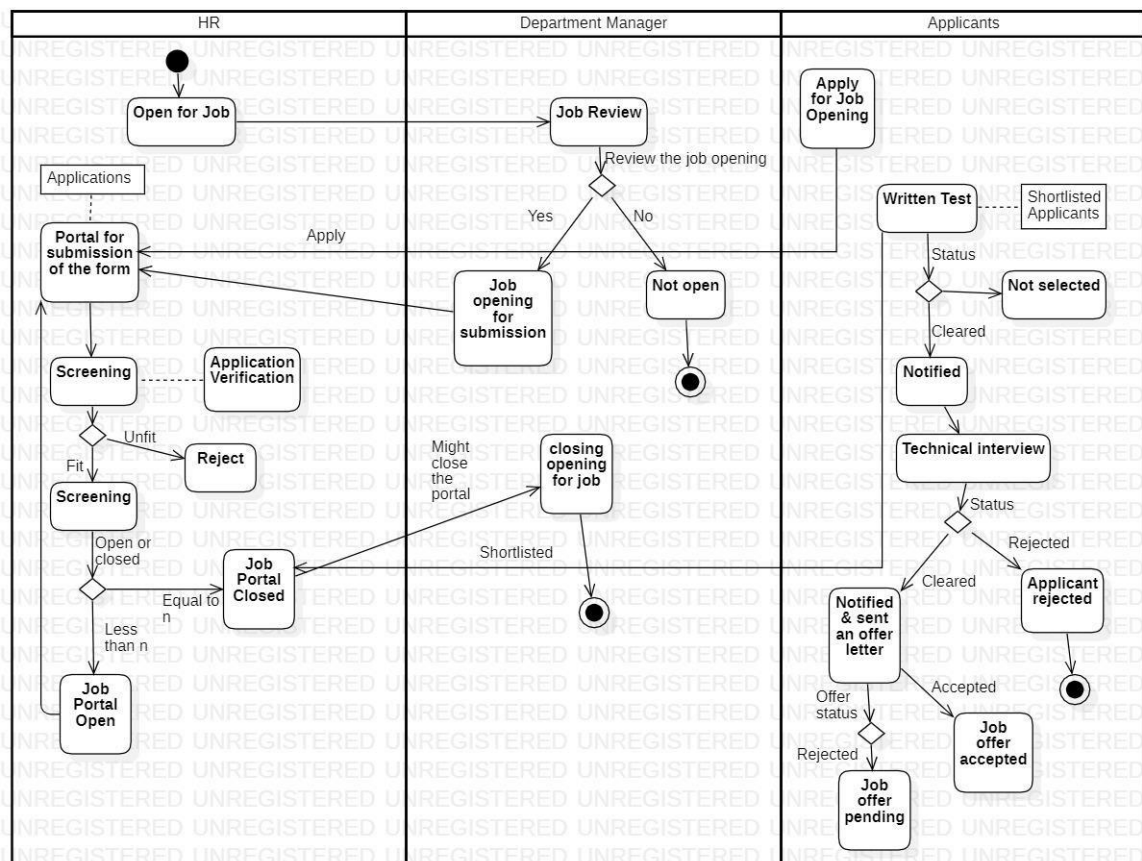 HR
Department Manager
Applicants
Open for Job
Job Review
Apply
for Job
Opening
Review the job opening
Applications
Yes
No
Written Test
Shortlisted
Applicants
Portal for
submission
of the form
Apply
Status
Job
opening
for
submission
Not open
Not selected
Cleared
Screening
Application
Verification
Notified
Unfit
Reject
Fit
Might
close
the
portal
closing
opening
for job
Technical interview
Screening
Status
Open or
closed
Job
Portal
Closed
Shortlisted
Rejected
Cleared
Equal to
n
Notified
& sent
an offer
letter
Applicant
rejected
Less
than n
Job
Portal
Open
Offer
status
Accepted
Job
offer
accepted
Rejected
Job
offer
pending
UNREGISTERED